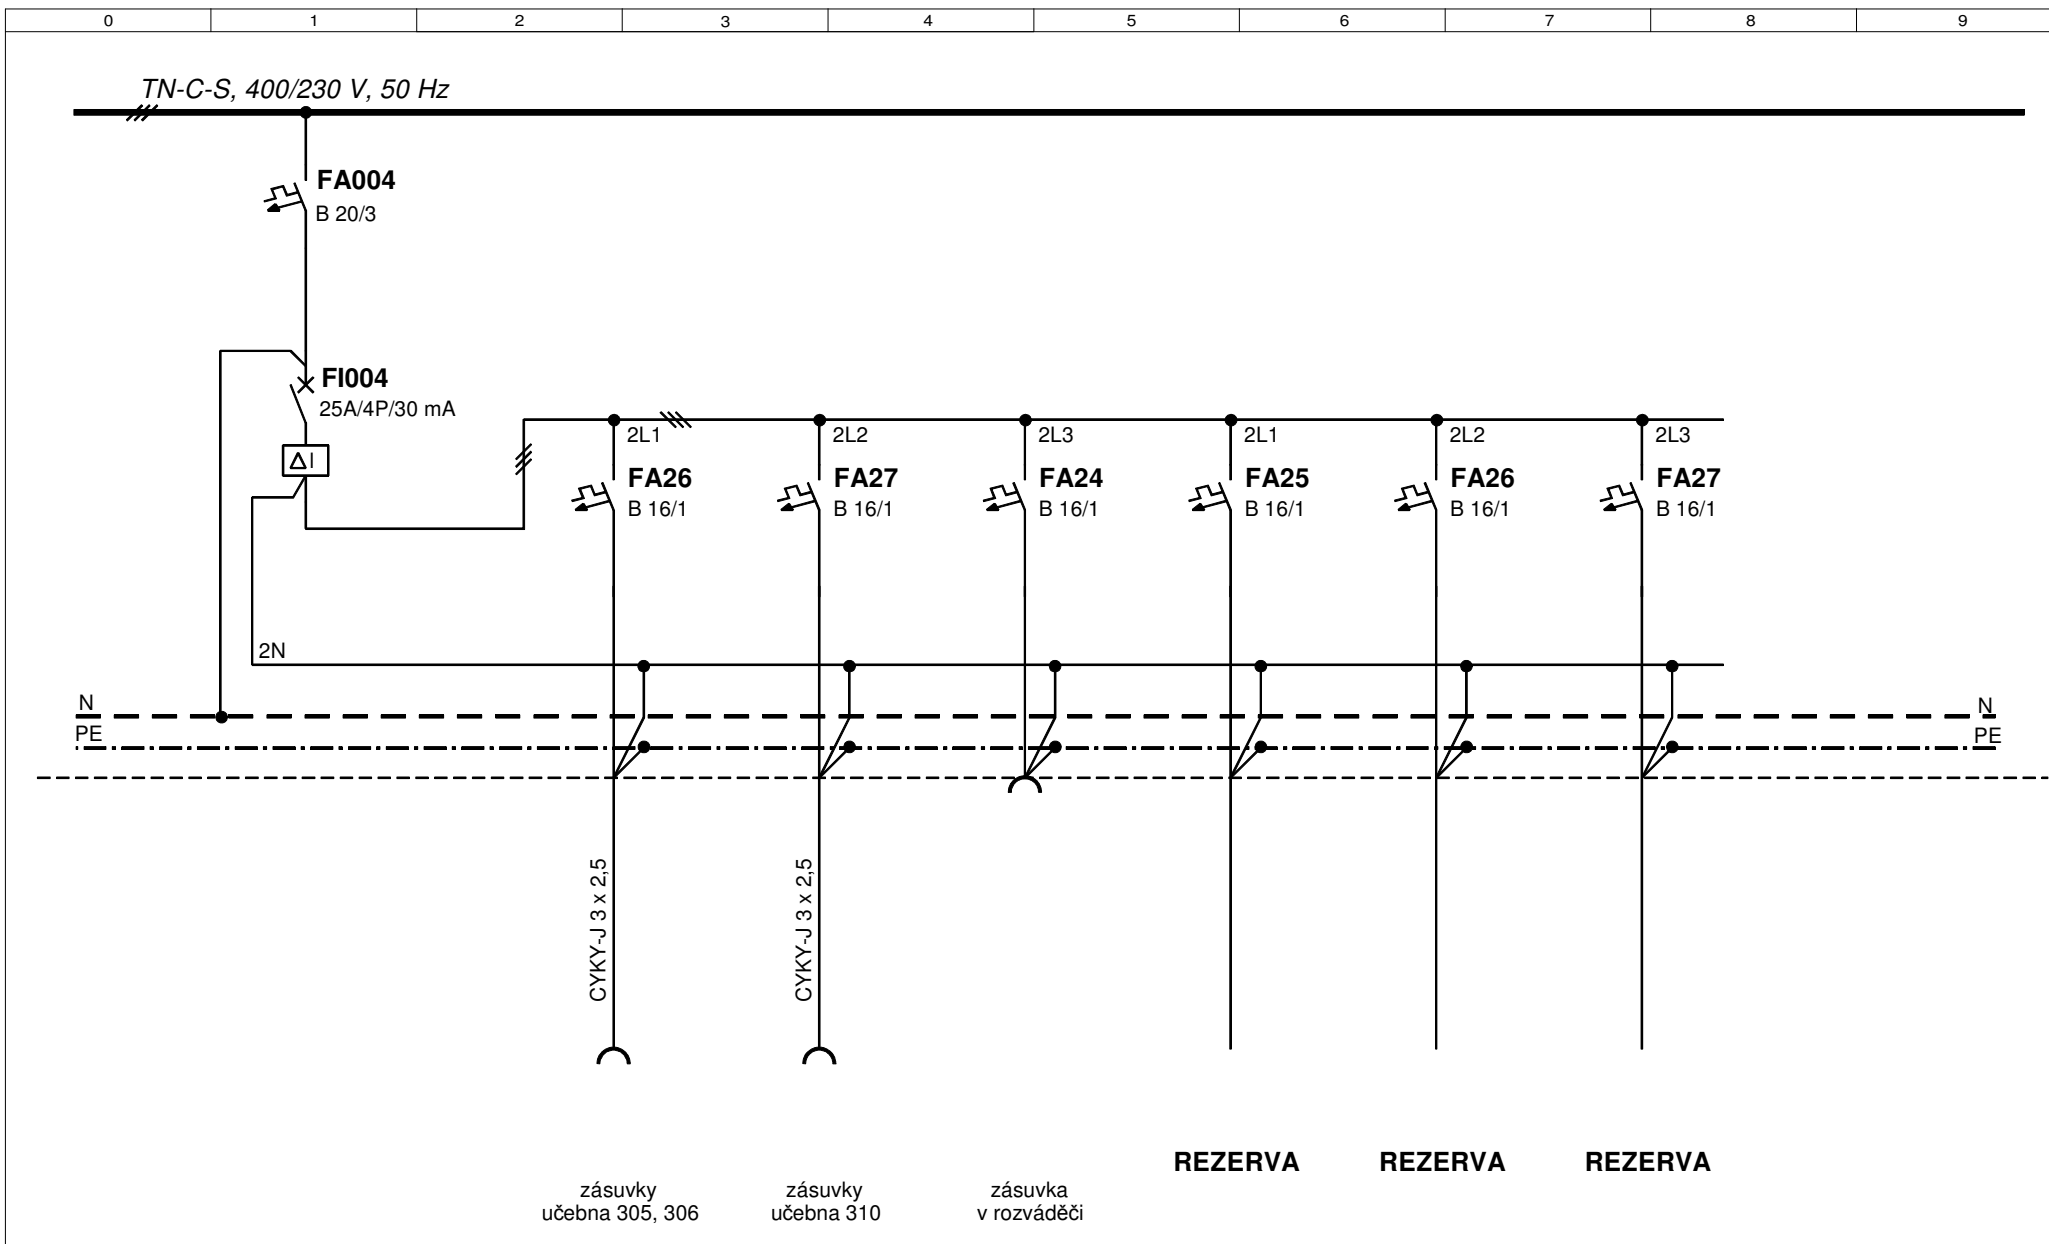 0 1 2 3 4 5 6 7 8 9
TN-C-S, 400/230 V, 50 Hz
FA004
B 20/3
FI004
25A/4P/30 mA
ΔI
2L1 2L2 2L3 2L1 2L2 2L3
FA26 FA27 FA24 FA25 FA26 FA27
B 16/1 B 16/1 B 16/1 B 16/1 B 16/1 B 16/1
2N
N N
PE PE
CYKY-J 3 x 2,5 CYKY-J 3 x 2,5
REZERVA REZERVA REZERVA
zásuvky zásuvky zásuvka
učebna 305, 306 učebna 310 v rozváděči